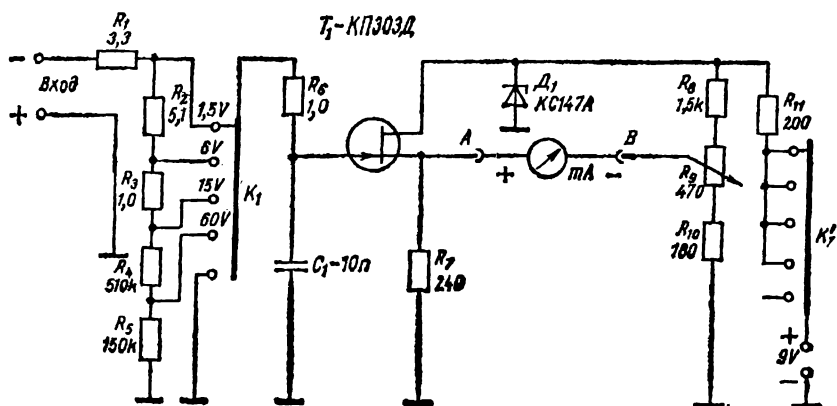 T₁-КП303Д
R₁
3,3
−
Вход
+
R₂
5,1
1,5V
6V
R₃
1,0
15V
60V
K₁
R₄
510k
R₅
150k
R₆
1,0
C₁-10п
Д₁
КС147А
A
+
mA
−
B
R₇
240
R₈
1,5k
R₉
470
R₁₀
180
R₁₁
200
K₁'
+
9V
−